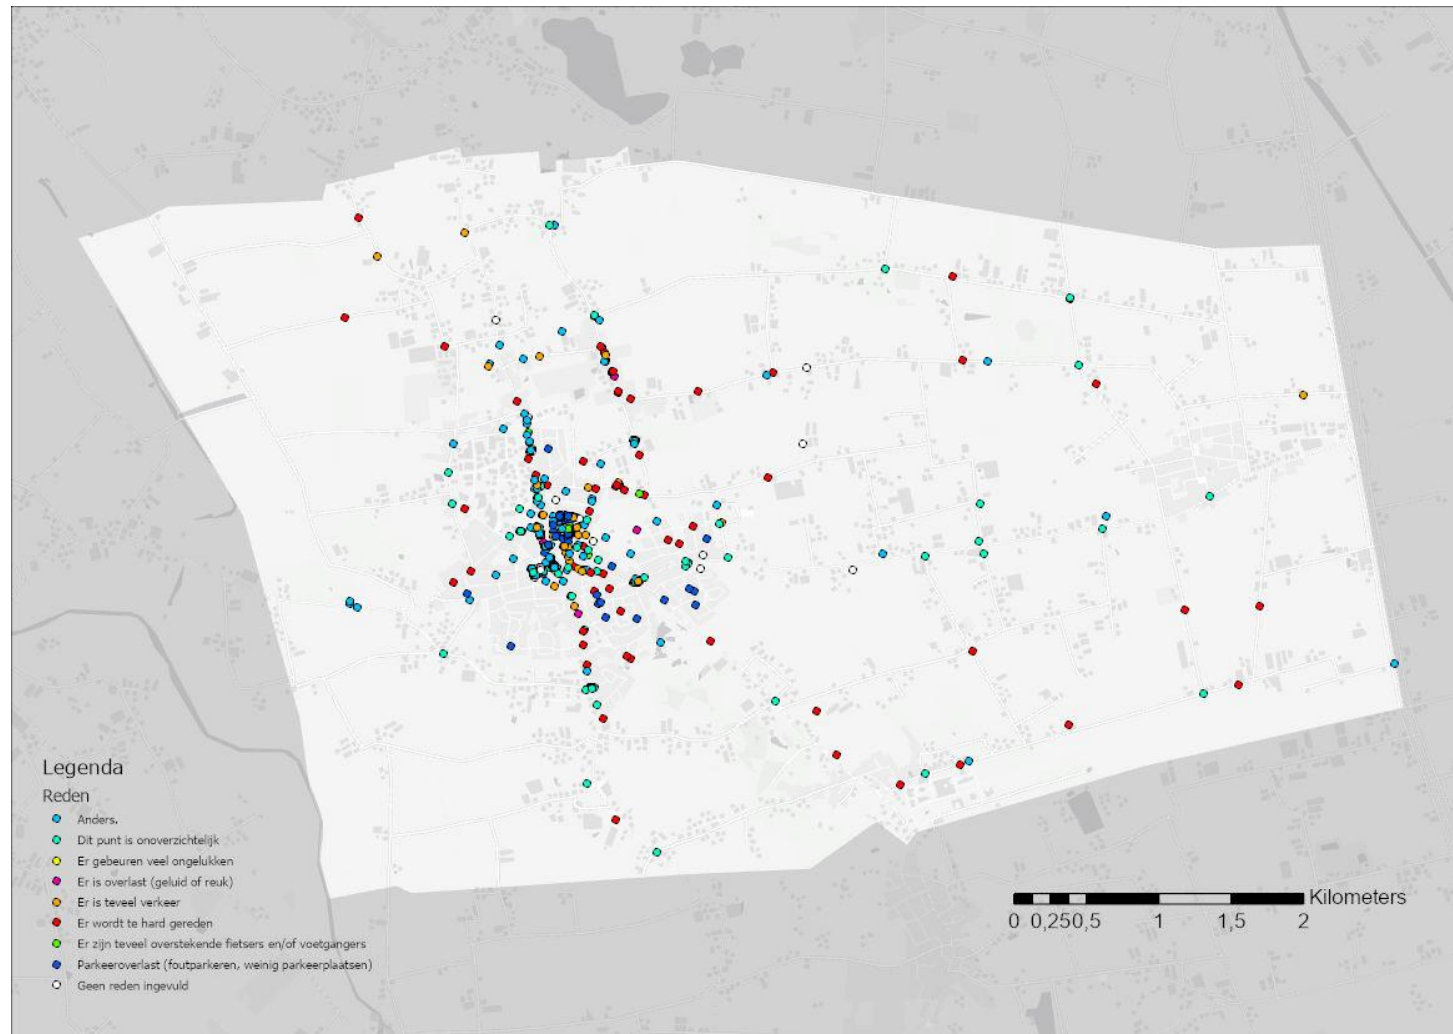 Legenda
Reden
Anders.
Dit punt is onoverzichtelijk
Er gebeuren veel ongelukken
Er is overlast (geluid of reuk)
Er is teveel verkeer
Er wordt te hard gereden
Er zijn teveel overstekende fietsers en/of voetgangers
Parkeeroverlast (foutparkeren, weinig parkeerplaatsen)
Geen reden ingevuld
Kilometers
0 0,25 0,5 1 1,5 2